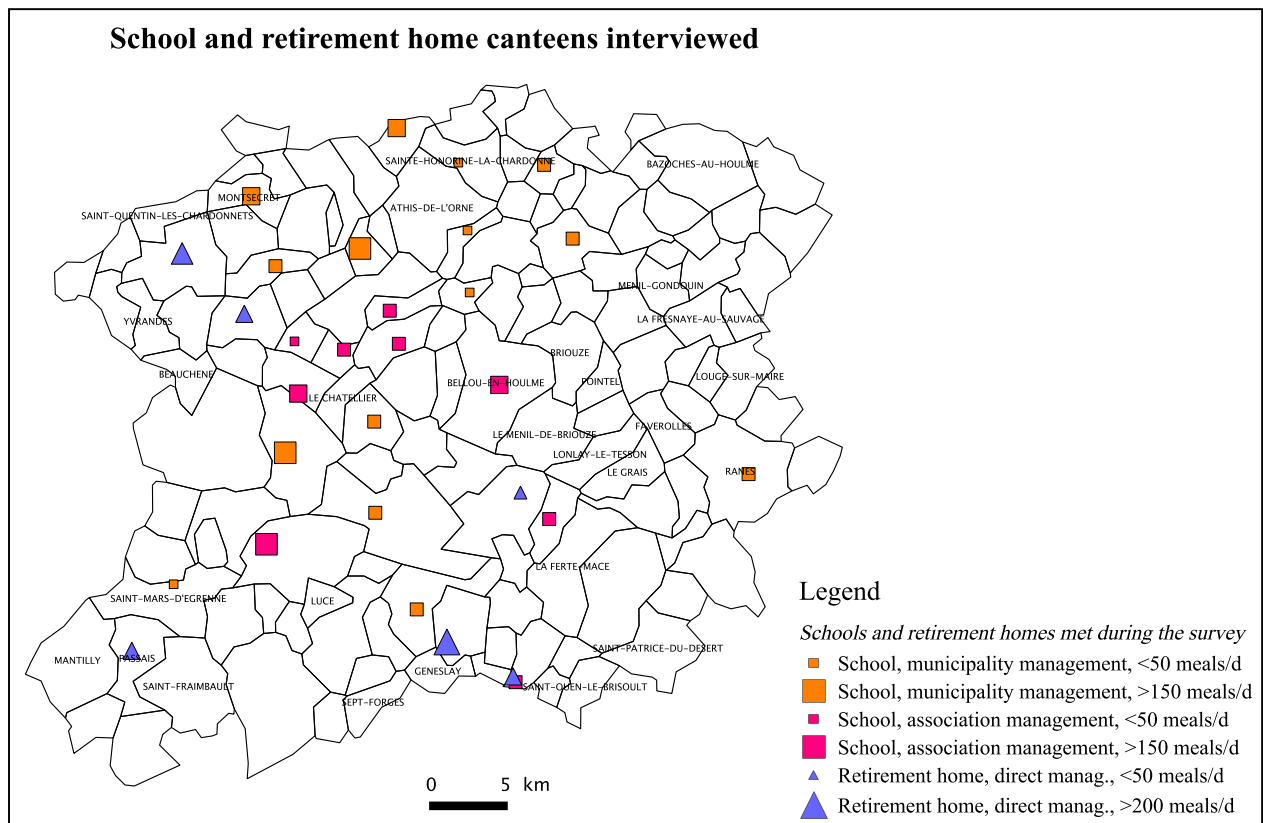 School and retirement home canteens interviewed
SAINTE-HONORINE-LA-CHARDONNE
BAZOCHES-AU-HOULME
MONTSECRET
ATHIS-DE-L'ORNE
SAINT-QUENTIN-LES-CHARDONNETS
MENIL-GONDOUIN
YVRANDES
LA FRESNAYE-AU-SAUVAGE
BRIOUZE
BEAUCHENE
BELLOU-EN-HOULME
POINTEL
LOUGE-SUR-MAIRE
LE CHATELLIER
FAVEROLLES
LE MENIL-DE-BRIOUZE
LONLAY-LE-TESSON
LE GRAIS
RANES
LA FERTE-MACE
SAINT-MARS-D'EGRENNE
LUCE
SAINT-PATRICE-DU-DESERT
MANTILLY
PASSAIS
GENESLAY
SAINT-FRAIMBAULT
SAINT-OUEN-LE-BRISOULT
SEPT-FORGES
0 5 km
Legend
Schools and retirement homes met during the survey
School, municipality management, <50 meals/d
School, municipality management, >150 meals/d
School, association management, <50 meals/d
School, association management, >150 meals/d
Retirement home, direct manag., <50 meals/d
Retirement home, direct manag., >200 meals/d